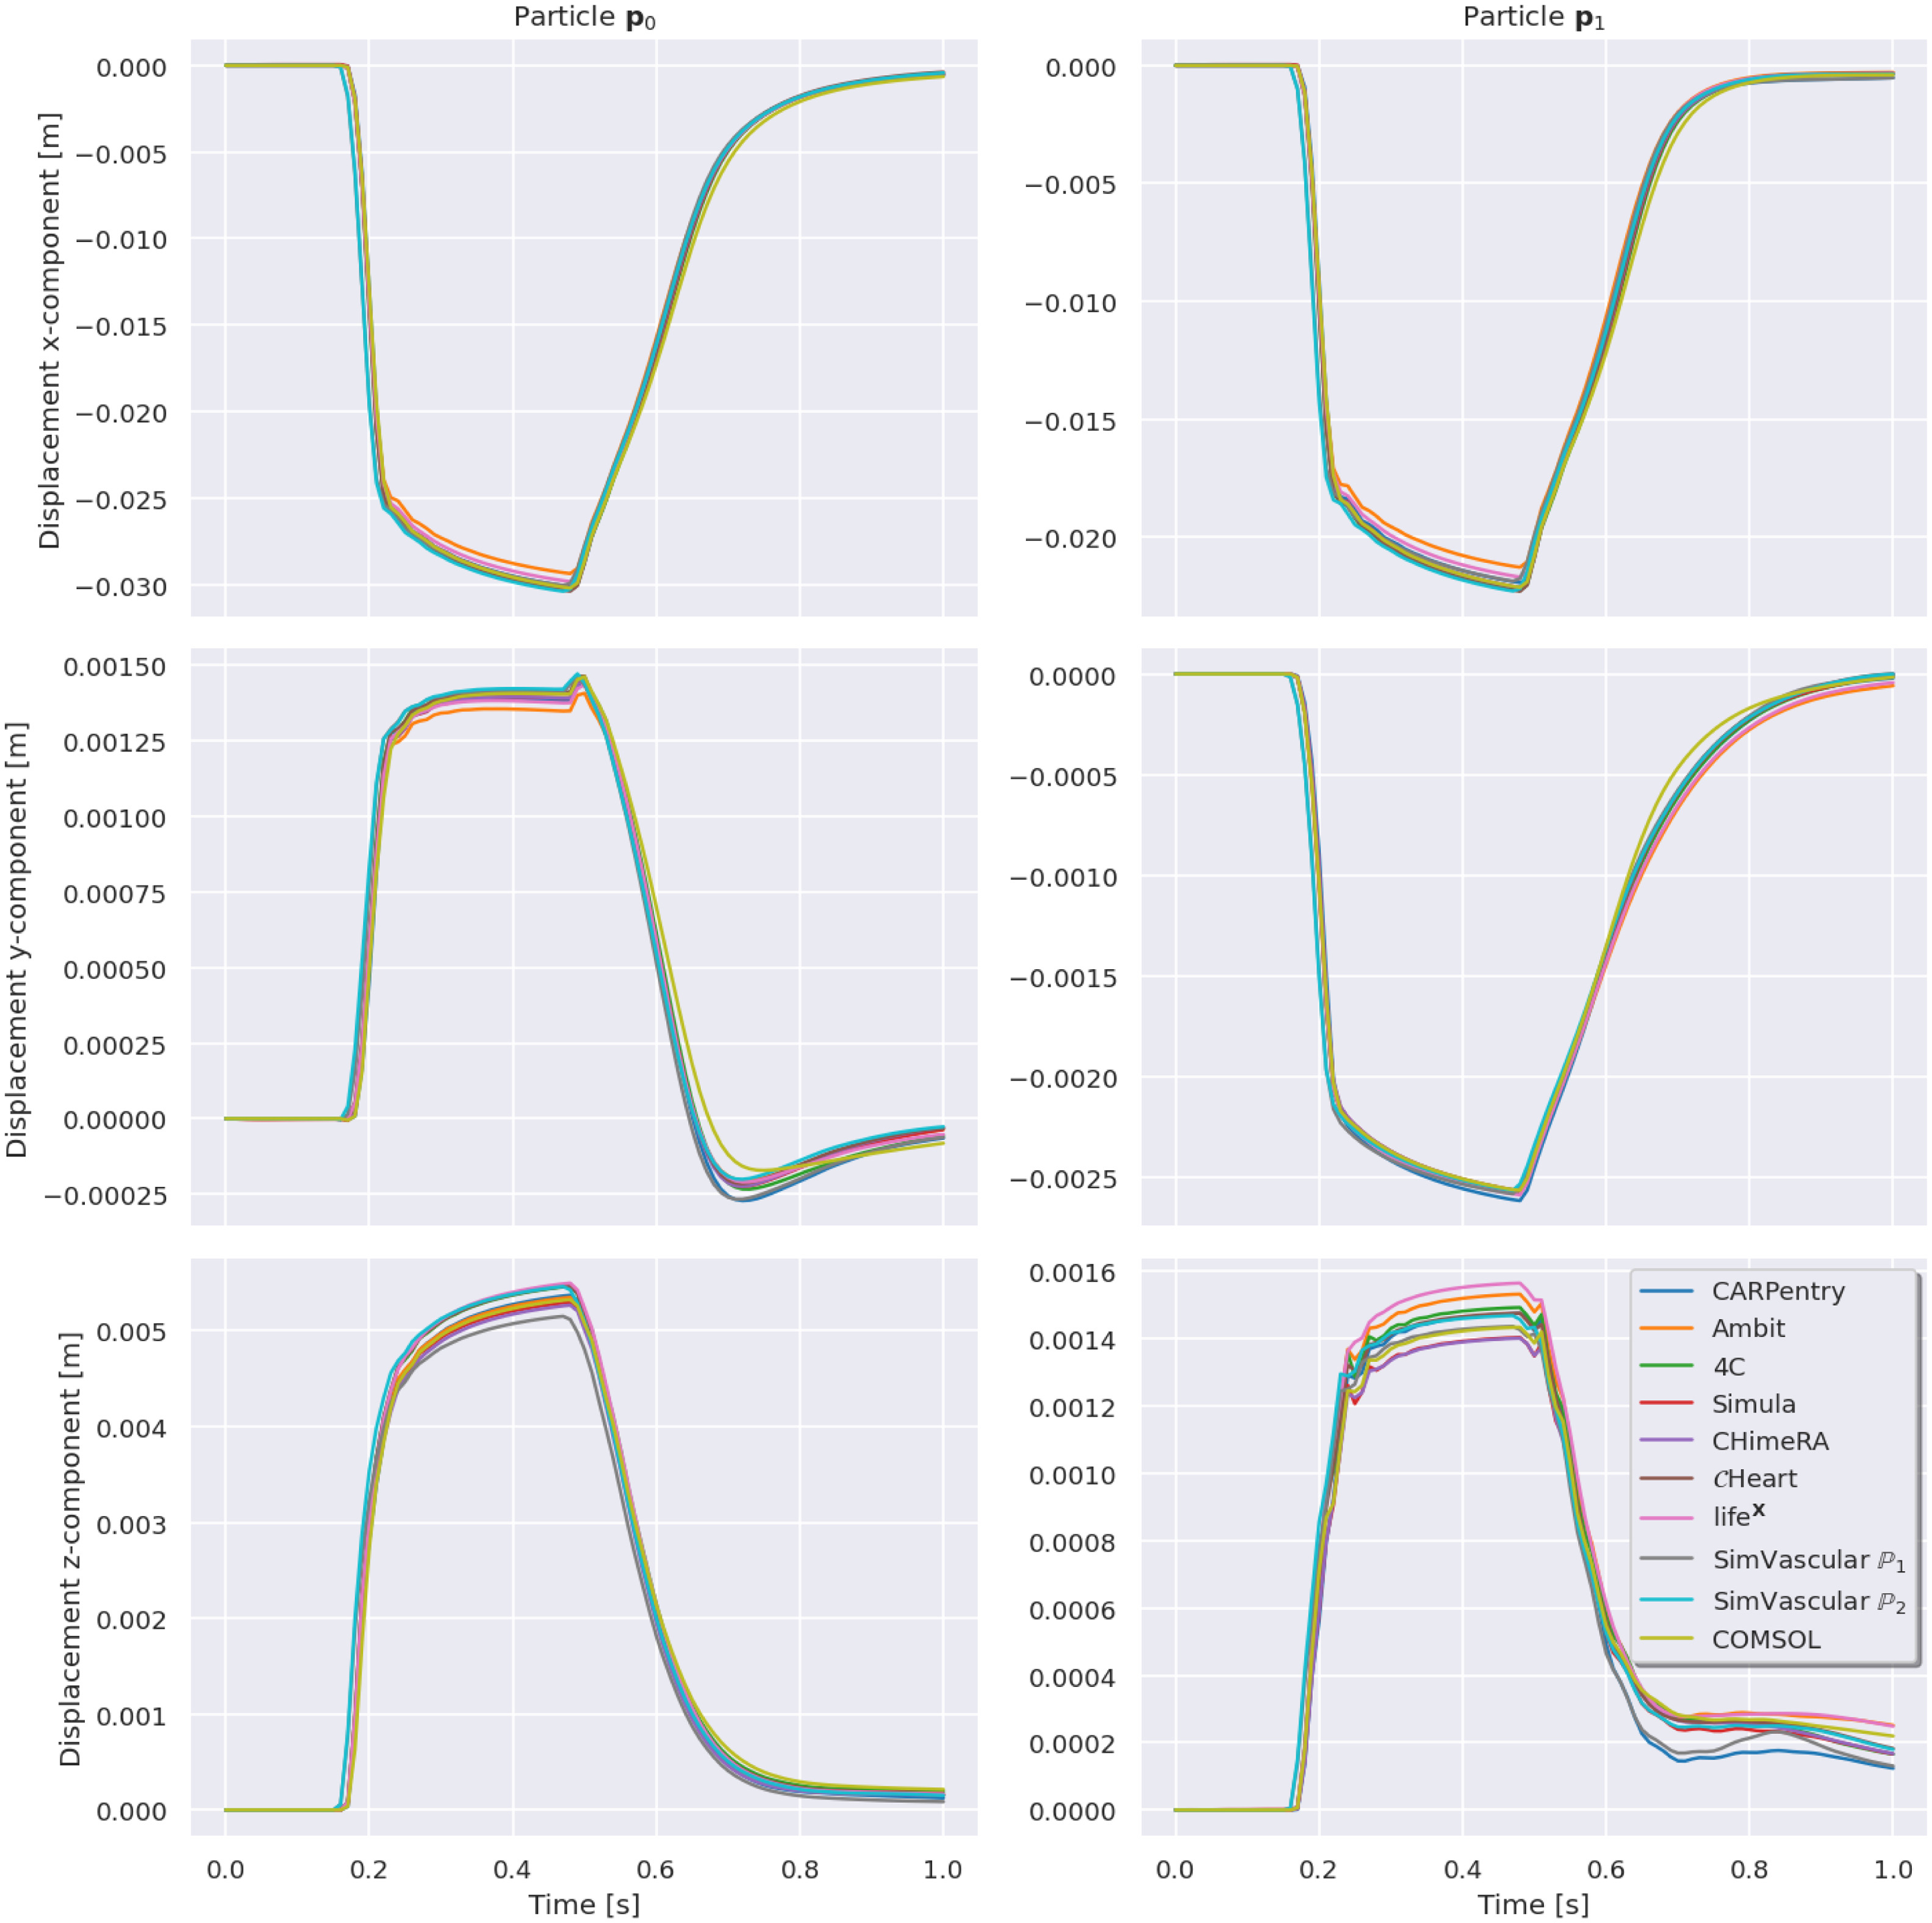 Particle p₀
Particle p₁
Displacement x-component [m]
0.000
−0.005
−0.010
−0.015
−0.020
−0.025
−0.030
0.000
−0.005
−0.010
−0.015
−0.020
Displacement y-component [m]
0.00150
0.00125
0.00100
0.00075
0.00050
0.00025
0.00000
−0.00025
0.0000
−0.0005
−0.0010
−0.0015
−0.0020
−0.0025
Displacement z-component [m]
0.005
0.004
0.003
0.002
0.001
0.000
0.0016
0.0014
0.0012
0.0010
0.0008
0.0006
0.0004
0.0002
0.0000
CARPentry
Ambit
4C
Simula
CHimeRA
𝒞Heart
lifeˣ
SimVascular ℙ₁
SimVascular ℙ₂
COMSOL
0.0 0.2 0.4 0.6 0.8 1.0
Time [s]
0.0 0.2 0.4 0.6 0.8 1.0
Time [s]